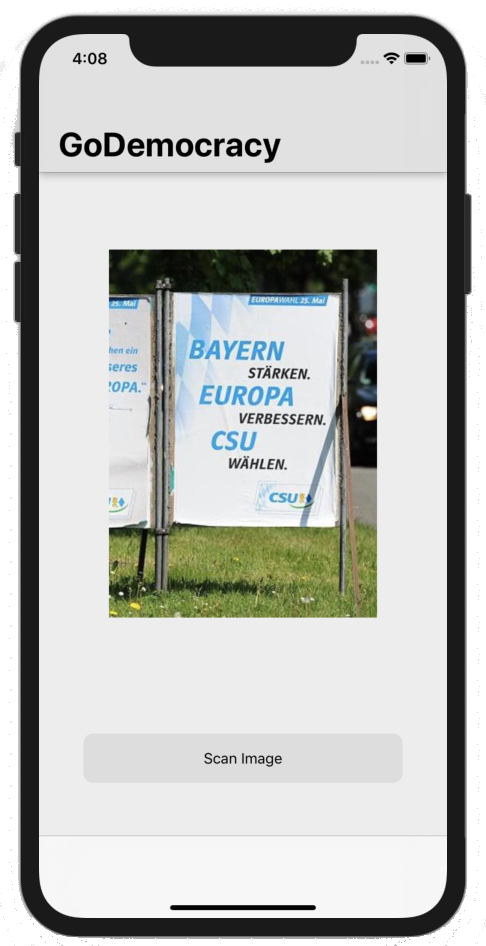 4:08
GoDemocracy
25. Mai
EUROPAWAHL 25. Mai
hen ein
seres
OPA."
BAYERN
STÄRKEN.
EUROPA
VERBESSERN.
CSU
WÄHLEN.
CSU
Scan Image